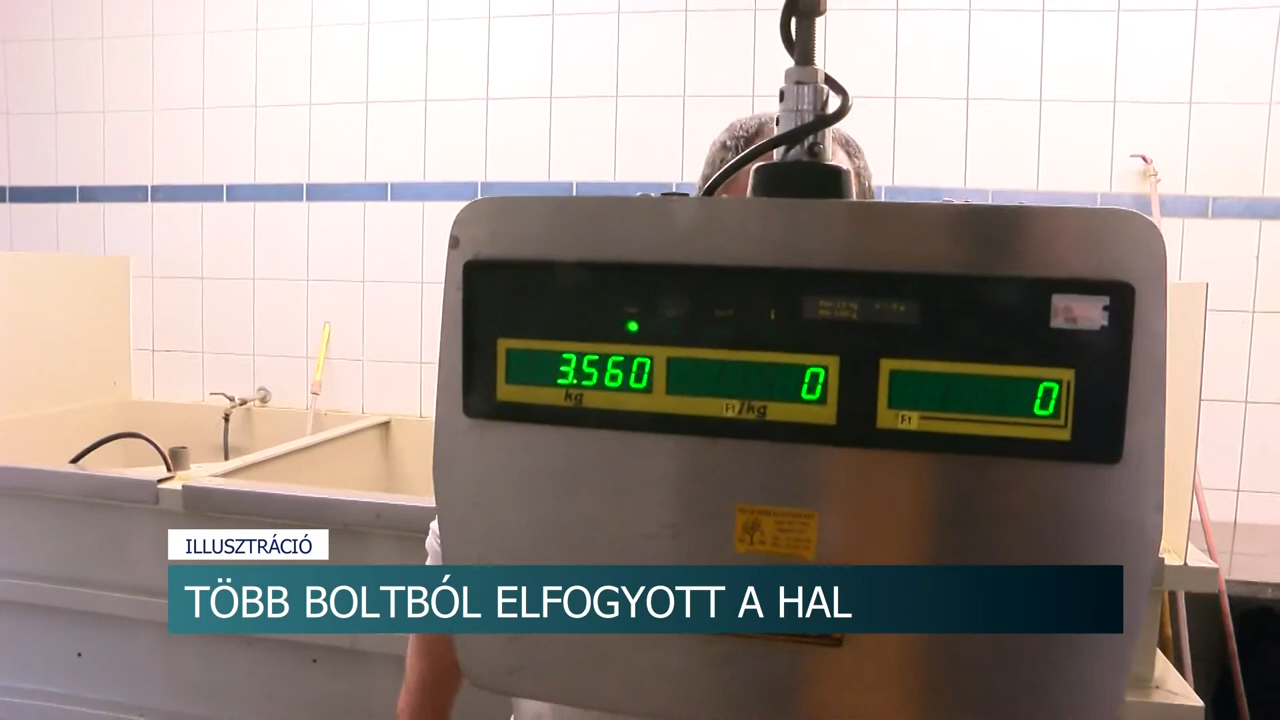 3.560
0
0
kg
Ft/kg
Ft
ILLUSZTRÁCIÓ
TÖBB BOLTBÓL ELFOGYOTT A HAL